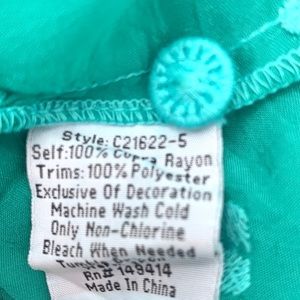 Style: C21622-5
Self:100% Cupra Rayon
Trims:100% Polyester
Exclusive Of Decoration
Machine Wash Cold
Only Non-Chlorine
Bleach When Needed
Rn# 149414
Made In China